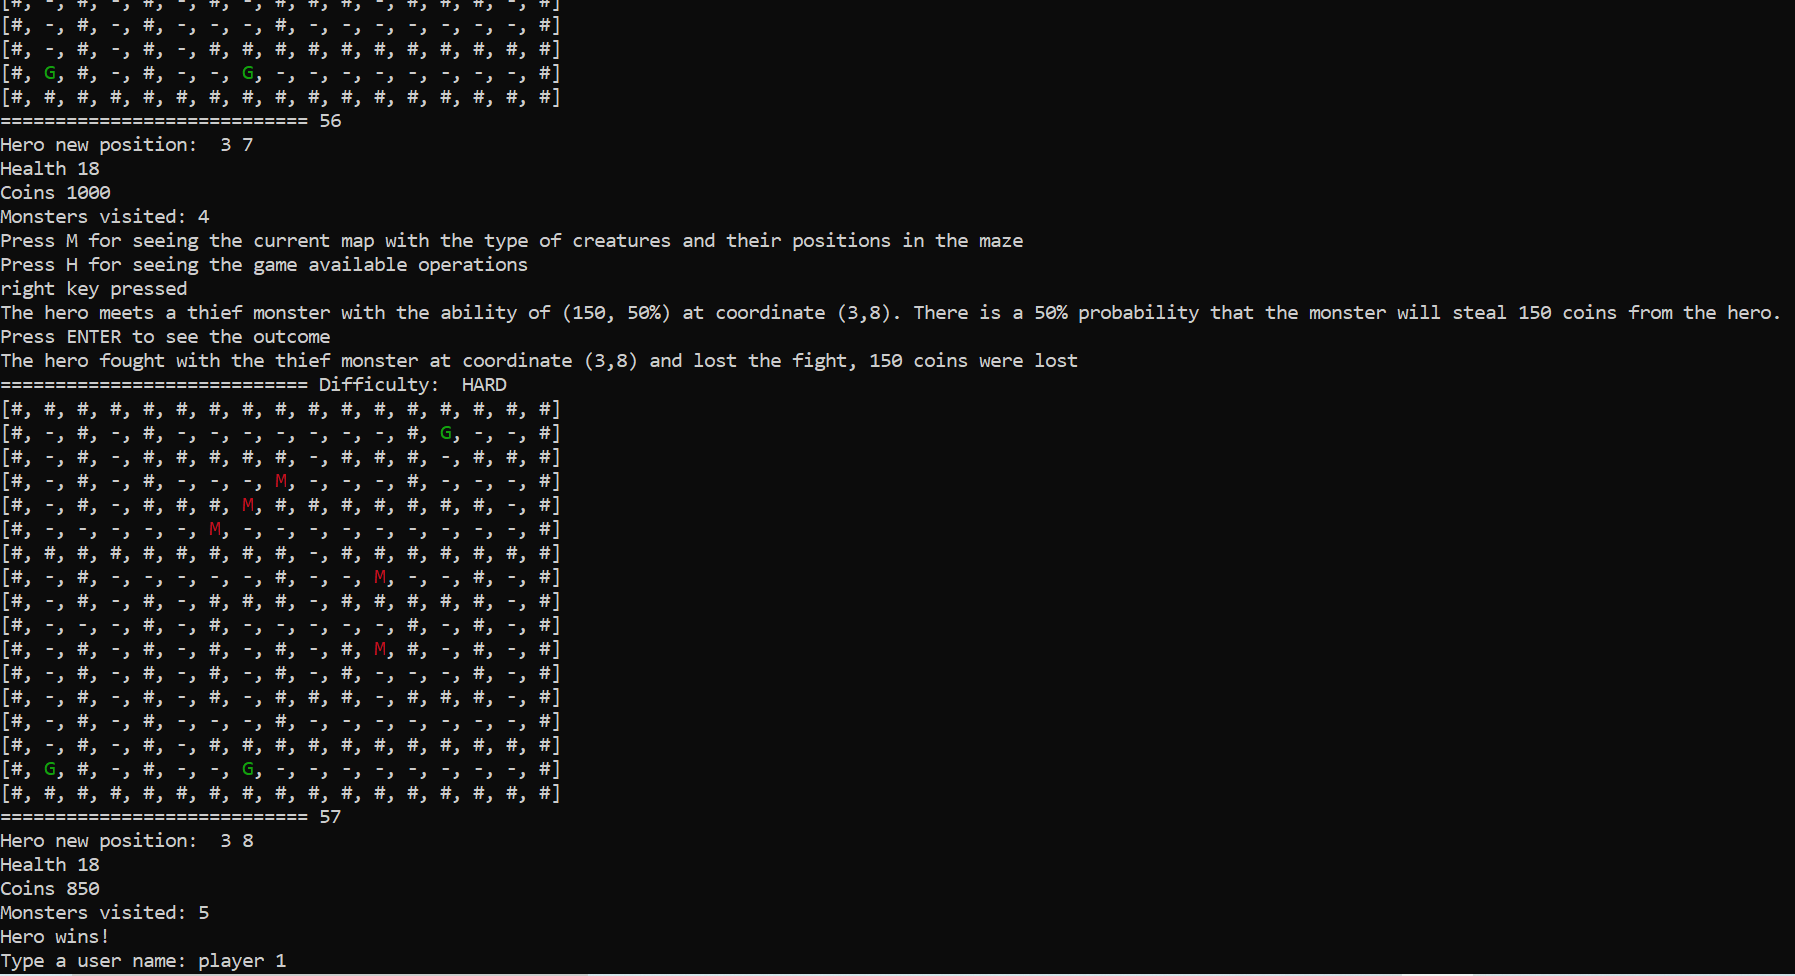 [#, -, #, -, #, -, #, -, #, #, #, -, #, #, #, -, #]
[#, -, #, -, #, -, -, -, #, -, -, -, -, -, -, -, #]
[#, -, #, -, #, -, #, #, #, #, #, #, #, #, #, #, #]
[#, G, #, -, #, -, -, G, -, -, -, -, -, -, -, -, #]
[#, #, #, #, #, #, #, #, #, #, #, #, #, #, #, #, #]
============================ 56
Hero new position:  3 7
Health 18
Coins 1000
Monsters visited: 4
Press M for seeing the current map with the type of creatures and their positions in the maze
Press H for seeing the game available operations
right key pressed
The hero meets a thief monster with the ability of (150, 50%) at coordinate (3,8). There is a 50% probability that the monster will steal 150 coins from the hero.
Press ENTER to see the outcome
The hero fought with the thief monster at coordinate (3,8) and lost the fight, 150 coins were lost
============================ Difficulty:  HARD
[#, #, #, #, #, #, #, #, #, #, #, #, #, #, #, #, #]
[#, -, #, -, #, -, -, -, -, -, -, -, #, G, -, -, #]
[#, -, #, -, #, #, #, #, #, -, #, #, #, -, #, #, #]
[#, -, #, -, #, -, -, -, M, -, -, -, #, -, -, -, #]
[#, -, #, -, #, #, #, M, #, #, #, #, #, #, #, -, #]
[#, -, -, -, -, -, M, -, -, -, -, -, -, -, -, -, #]
[#, #, #, #, #, #, #, #, #, -, #, #, #, #, #, #, #]
[#, -, #, -, -, -, -, -, #, -, -, M, -, -, #, -, #]
[#, -, #, -, #, -, #, #, #, -, #, #, #, #, #, -, #]
[#, -, -, -, #, -, #, -, -, -, -, -, #, -, #, -, #]
[#, -, #, -, #, -, #, -, #, -, #, M, #, -, #, -, #]
[#, -, #, -, #, -, #, -, #, -, #, -, -, -, #, -, #]
[#, -, #, -, #, -, #, -, #, #, #, -, #, #, #, -, #]
[#, -, #, -, #, -, -, -, #, -, -, -, -, -, -, -, #]
[#, -, #, -, #, -, #, #, #, #, #, #, #, #, #, #, #]
[#, G, #, -, #, -, -, G, -, -, -, -, -, -, -, -, #]
[#, #, #, #, #, #, #, #, #, #, #, #, #, #, #, #, #]
============================ 57
Hero new position:  3 8
Health 18
Coins 850
Monsters visited: 5
Hero wins!
Type a user name: player 1